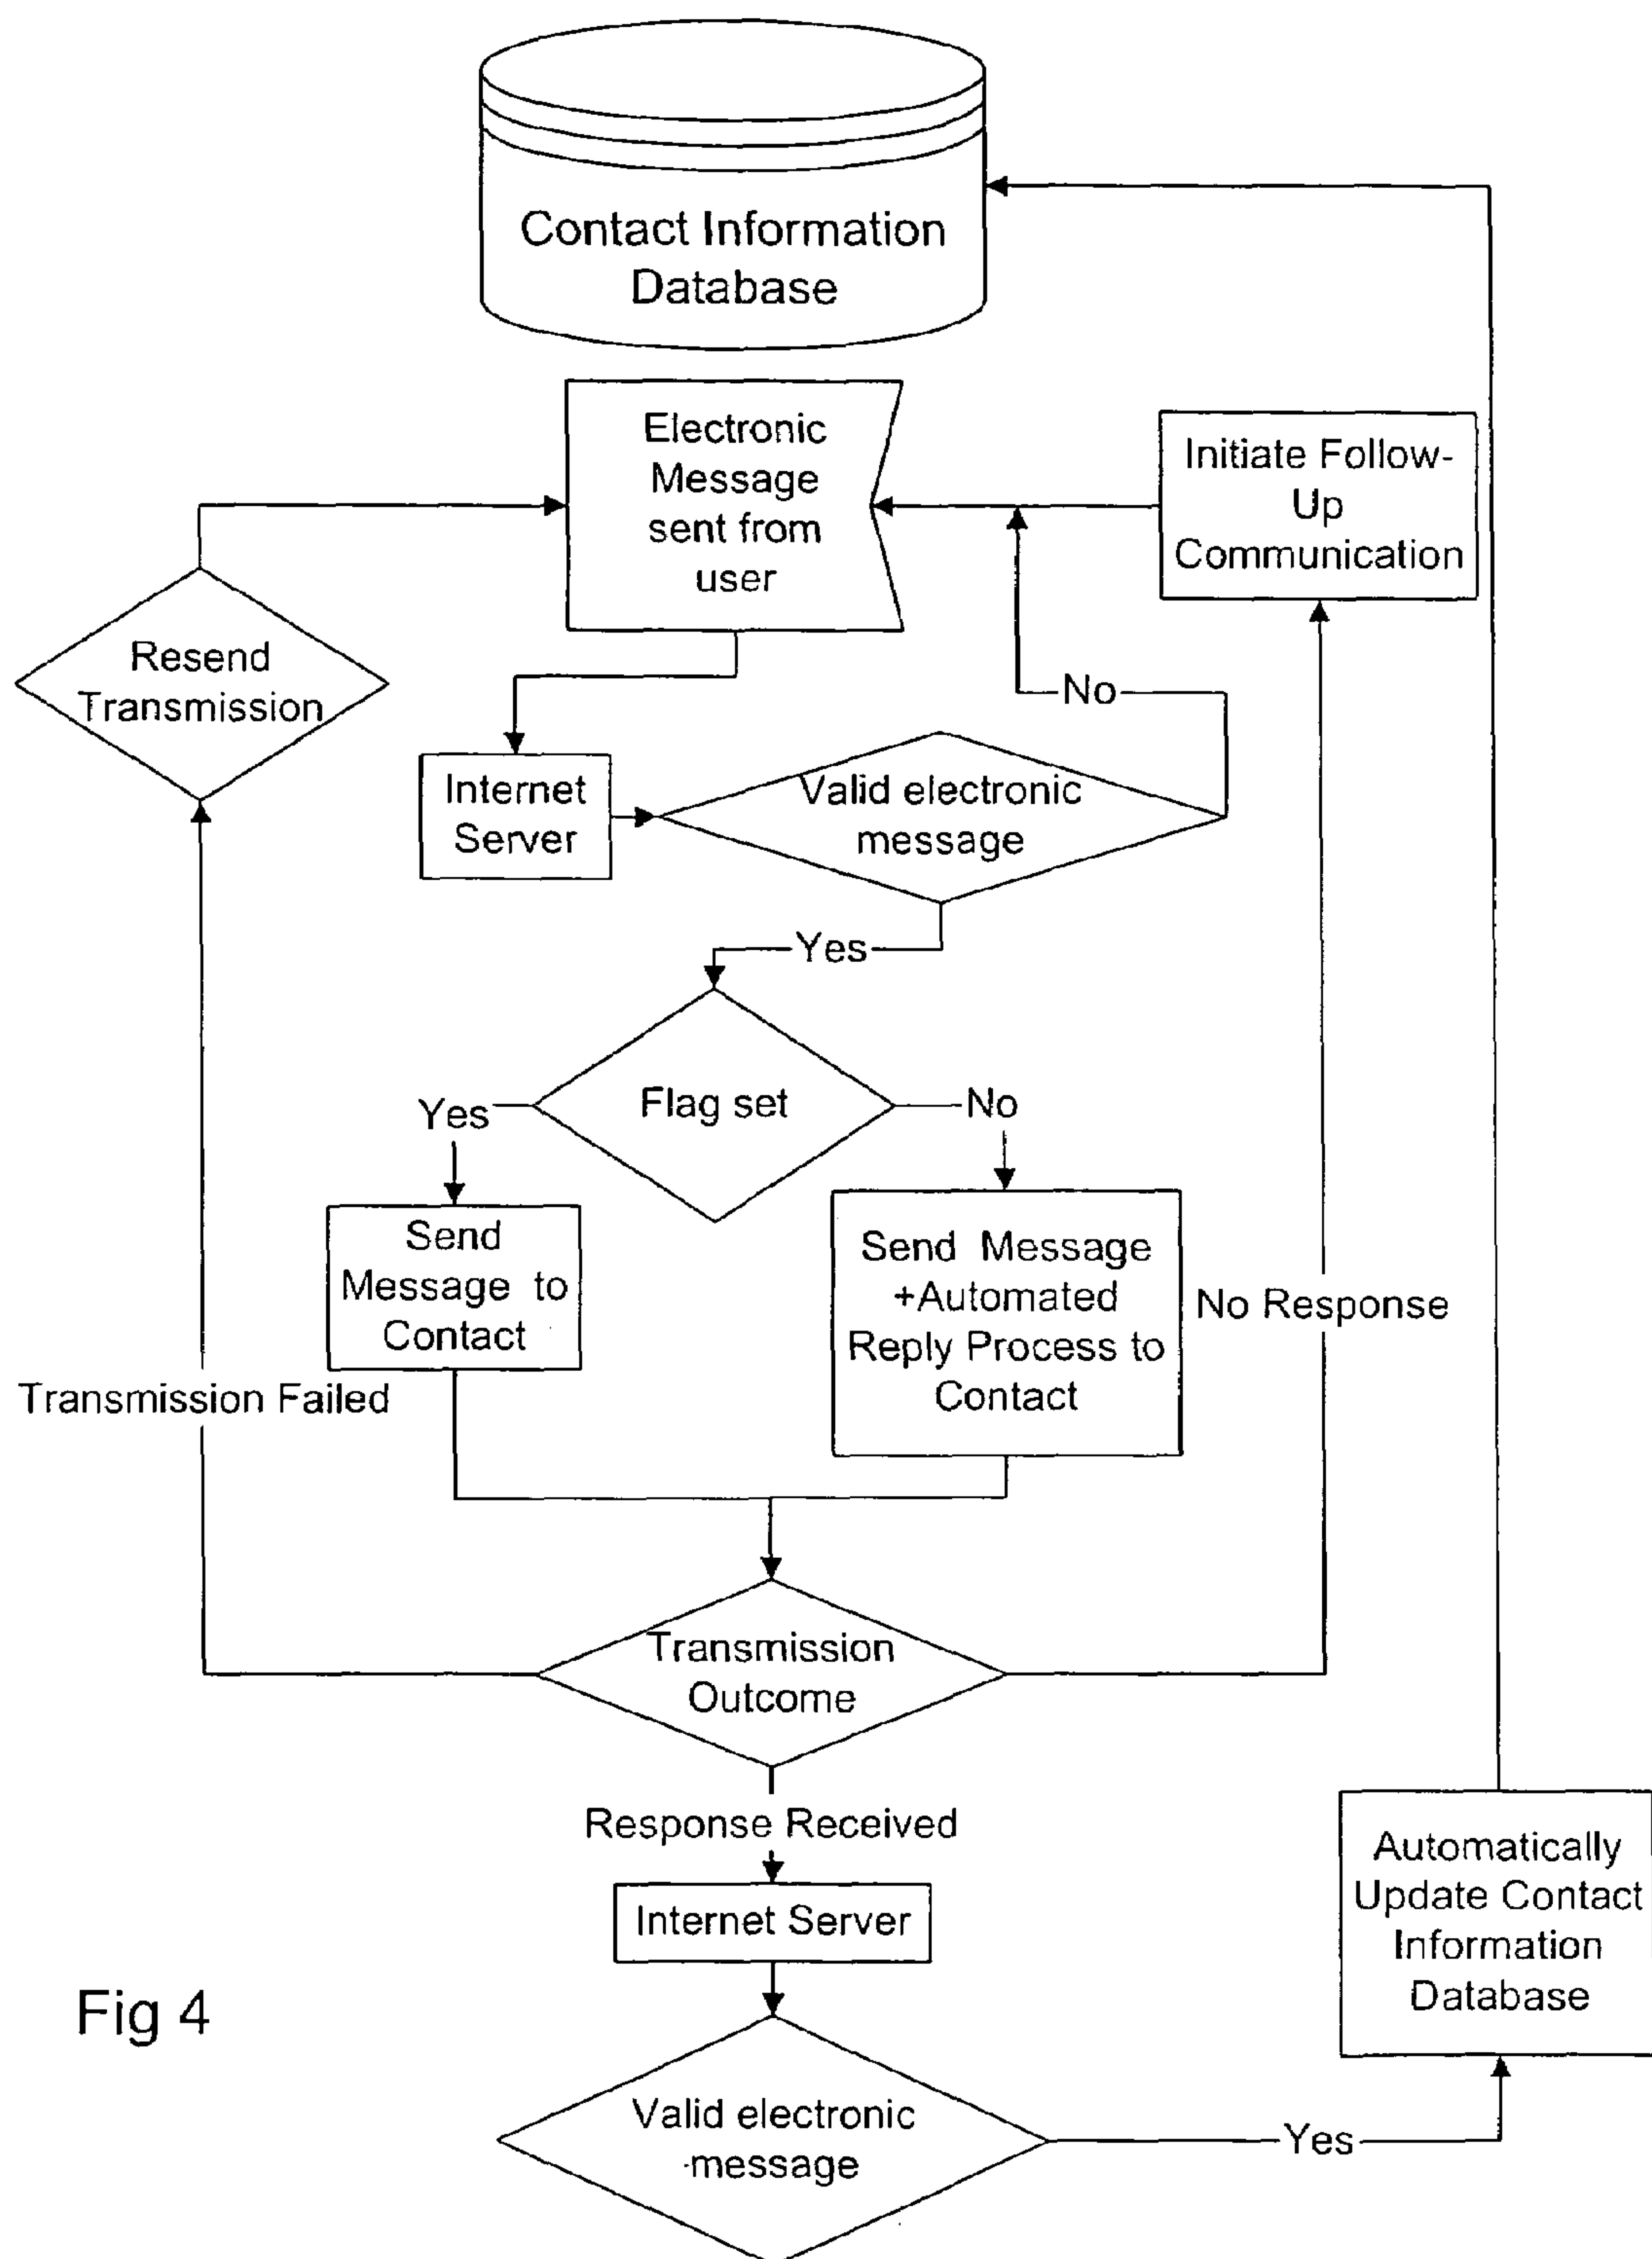 Contact Information
Database
Electronic
Message
sent from
user
Initiate Follow-
Up
Communication
Resend
Transmission
No
Internet
Server
Valid electronic
message
Yes
Flag set
Yes
No
Send
Message to
Contact
Send Message
+Automated
Reply Process to
Contact
No Response
Transmission Failed
Transmission
Outcome
Response Received
Internet Server
Automatically
Update Contact
Information
Database
Fig 4
Valid electronic
message
Yes